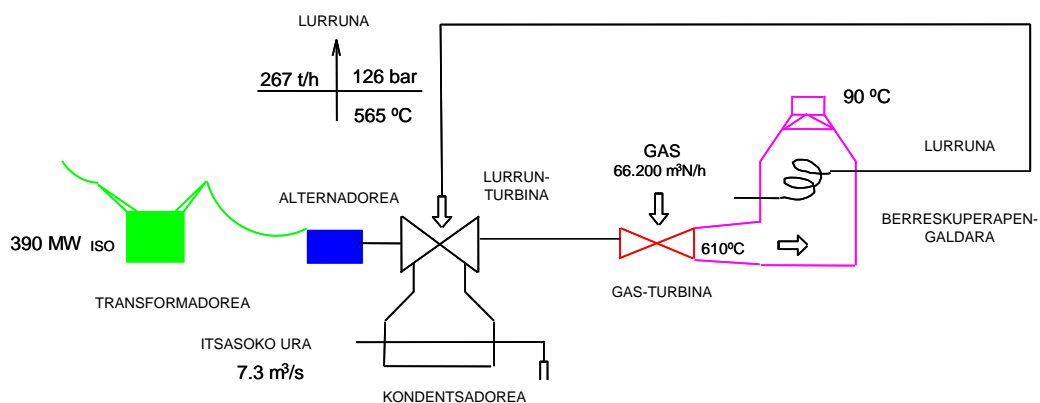 LURRUNA
267 t/h
126 bar
565 ºC
390 MW ISO
TRANSFORMADOREA
ALTERNADOREA
LURRUN-
TURBINA
ITSASOKO URA
7.3 m³/s
KONDENTSADOREA
GAS
66.200 m³N/h
610ºC
GAS-TURBINA
90 ºC
LURRUNA
BERRESKUPERAPEN-
GALDARA